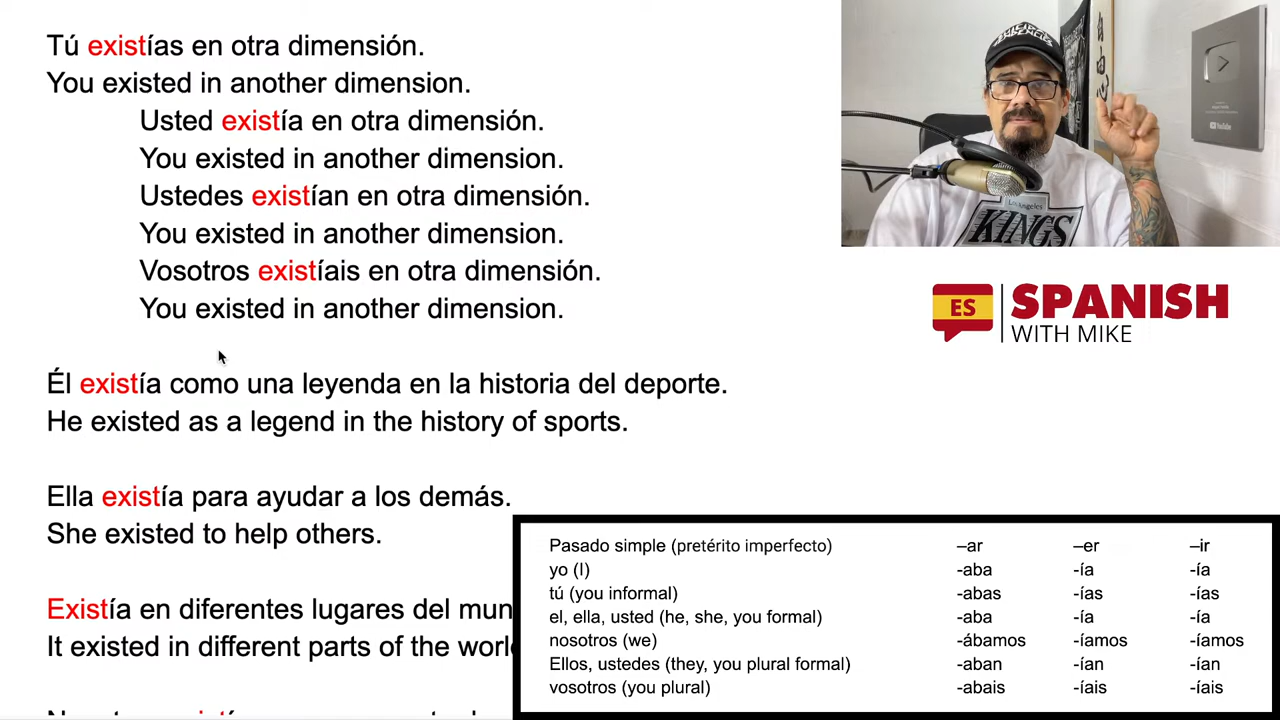 Tú existías en otra dimensión.
You existed in another dimension.
Usted existía en otra dimensión.
You existed in another dimension.
Ustedes existían en otra dimensión.
You existed in another dimension.
Vosotros existíais en otra dimensión.
You existed in another dimension.
Él existía como una leyenda en la historia del deporte.
He existed as a legend in the history of sports.
Ella existía para ayudar a los demás.
She existed to help others.
Existía en diferentes lugares del mun
It existed in different parts of the worl
SUICIDAL
TENDENCIES
Los Angeles
KINGS
YouTube
ES SPANISH
WITH MIKE
Pasado simple (pretérito imperfecto) –ar –er –ir
yo (I) -aba -ía -ía
tú (you informal) -abas -ías -ías
el, ella, usted (he, she, you formal) -aba -ía -ía
nosotros (we) -ábamos -íamos -íamos
Ellos, ustedes (they, you plural formal) -aban -ían -ían
vosotros (you plural) -abais -íais -íais